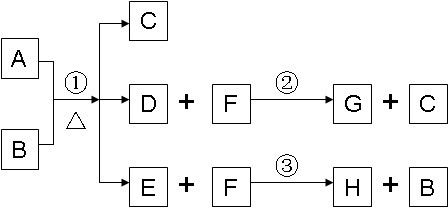 C
A
①
②
D + F G + C
△
B
③
E + F H + B